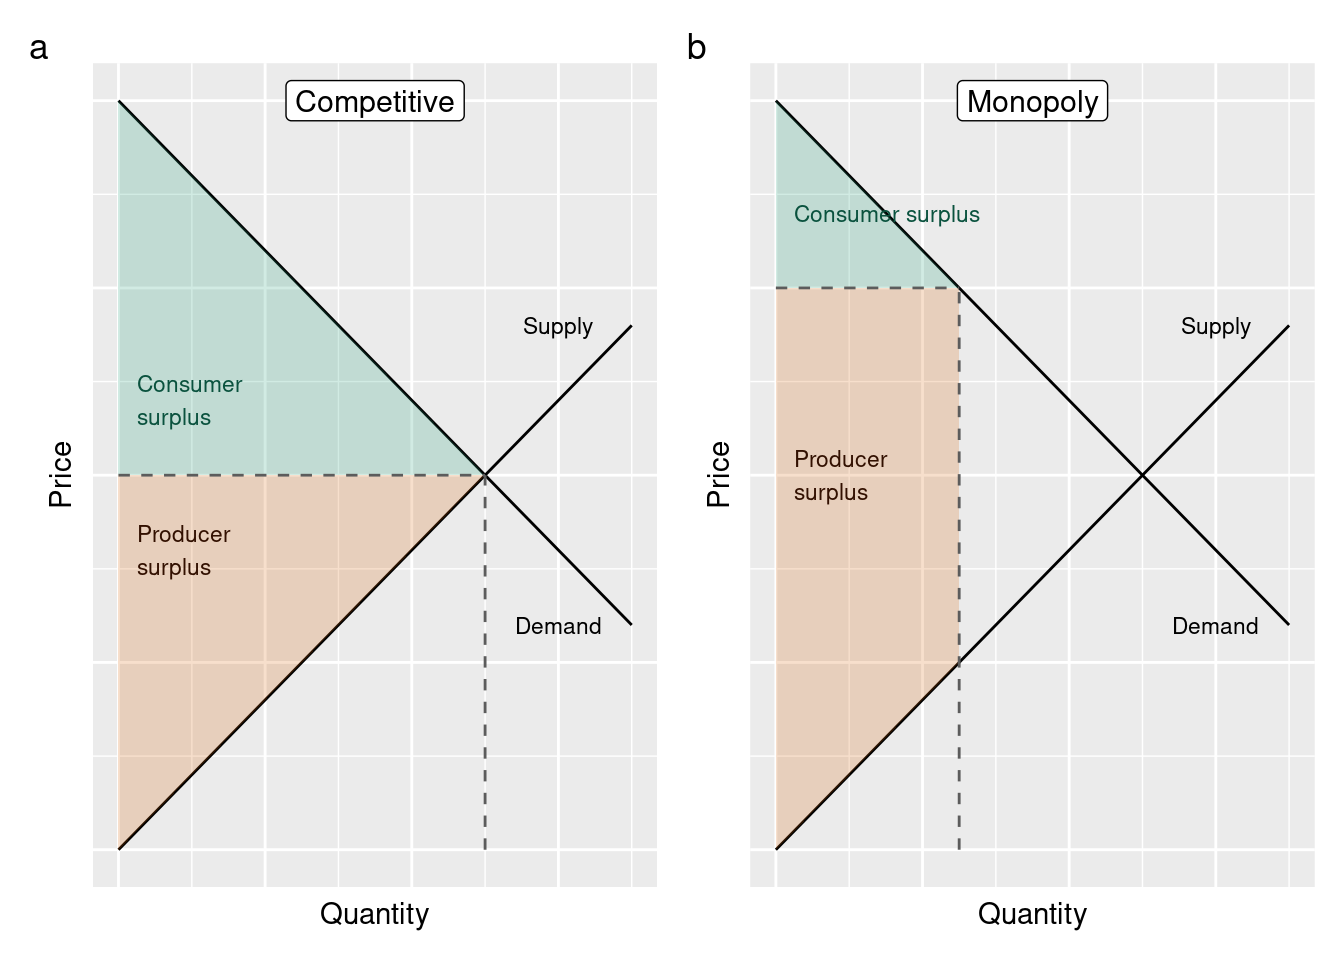 a
Competitive
Supply
Consumer
surplus
Price
Producer
surplus
Demand
Quantity
b
Monopoly
Consumer surplus
Supply
Price
Producer
surplus
Demand
Quantity